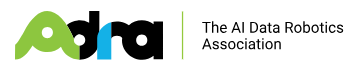 Adra
The AI Data Robotics
Association